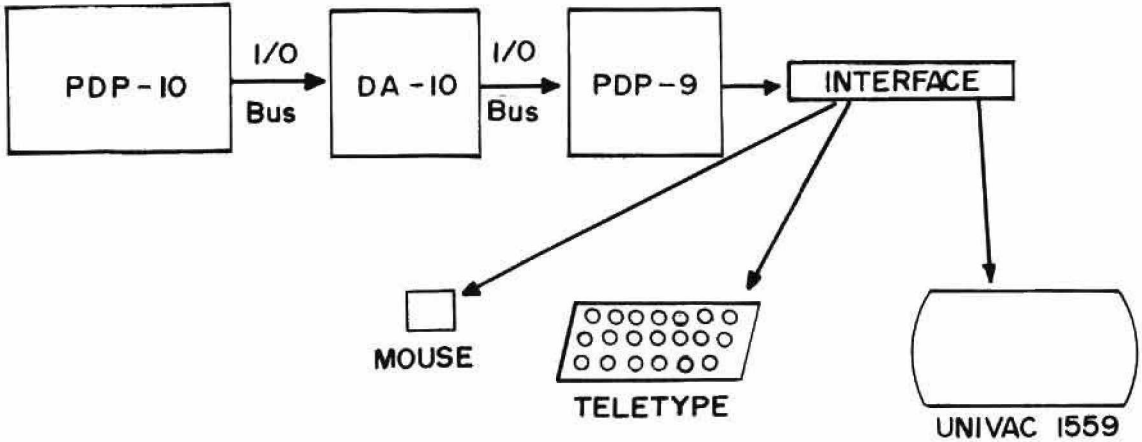 PDP-10
I/O
Bus
DA-10
I/O
Bus
PDP-9
INTERFACE
MOUSE
TELETYPE
UNIVAC 1559